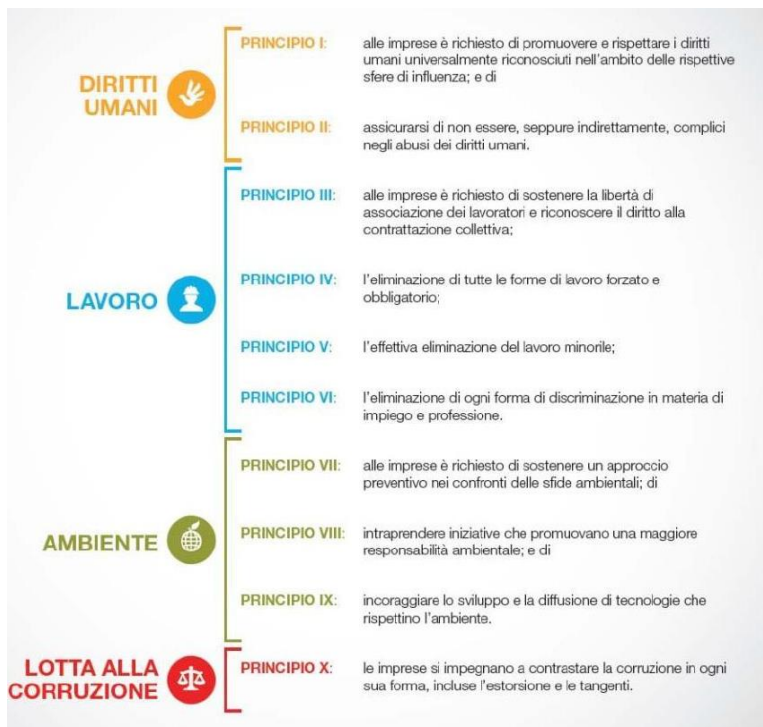 DIRITTI
UMANI
PRINCIPIO I:
alle imprese è richiesto di promuovere e rispettare i diritti
umani universalmente riconosciuti nell'ambito delle rispettive
sfere di influenza; e di
PRINCIPIO II:
assicurarsi di non essere, seppure indirettamente, complici
negli abusi dei diritti umani.
LAVORO
PRINCIPIO III:
alle imprese è richiesto di sostenere la libertà di
associazione dei lavoratori e riconoscere il diritto alla
contrattazione collettiva;
PRINCIPIO IV:
l'eliminazione di tutte le forme di lavoro forzato e
obbligatorio;
PRINCIPIO V:
l'effettiva eliminazione del lavoro minorile;
PRINCIPIO VI:
l'eliminazione di ogni forma di discriminazione in materia di
impiego e professione.
AMBIENTE
PRINCIPIO VII:
alle imprese è richiesto di sostenere un approccio
preventivo nei confronti delle sfide ambientali; di
PRINCIPIO VIII:
intraprendere iniziative che promuovano una maggiore
responsabilità ambientale; e di
PRINCIPIO IX:
incoraggiare lo sviluppo e la diffusione di tecnologie che
rispettino l'ambiente.
LOTTA ALLA
CORRUZIONE
PRINCIPIO X:
le imprese si impegnano a contrastare la corruzione in ogni
sua forma, incluse l'estorsione e le tangenti.